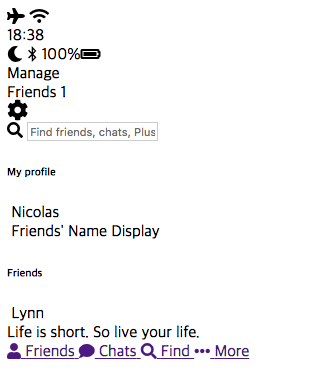 18:38
100%
Manage
Friends 1
Find friends, chats, Plus
My profile
Nicolas
Friends' Name Display
Friends
Lynn
Life is short. So live your life.
Friends Chats Find More